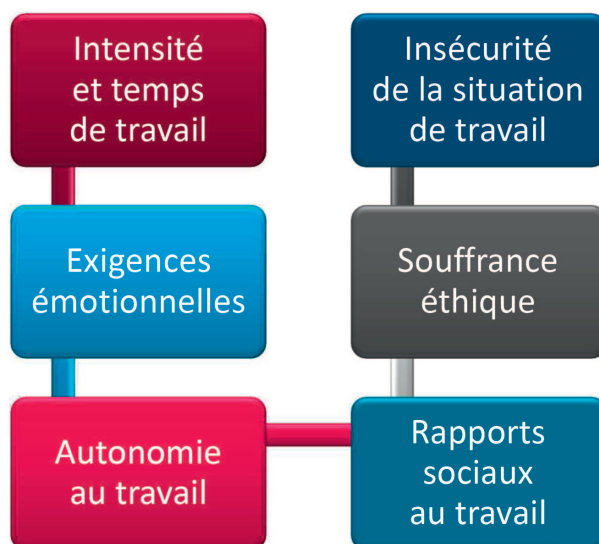 Intensité
et temps
de travail
Exigences
émotionnelles
Autonomie
au travail
Rapports
sociaux
au travail
Souffrance
éthique
Insécurité
de la situation
de travail